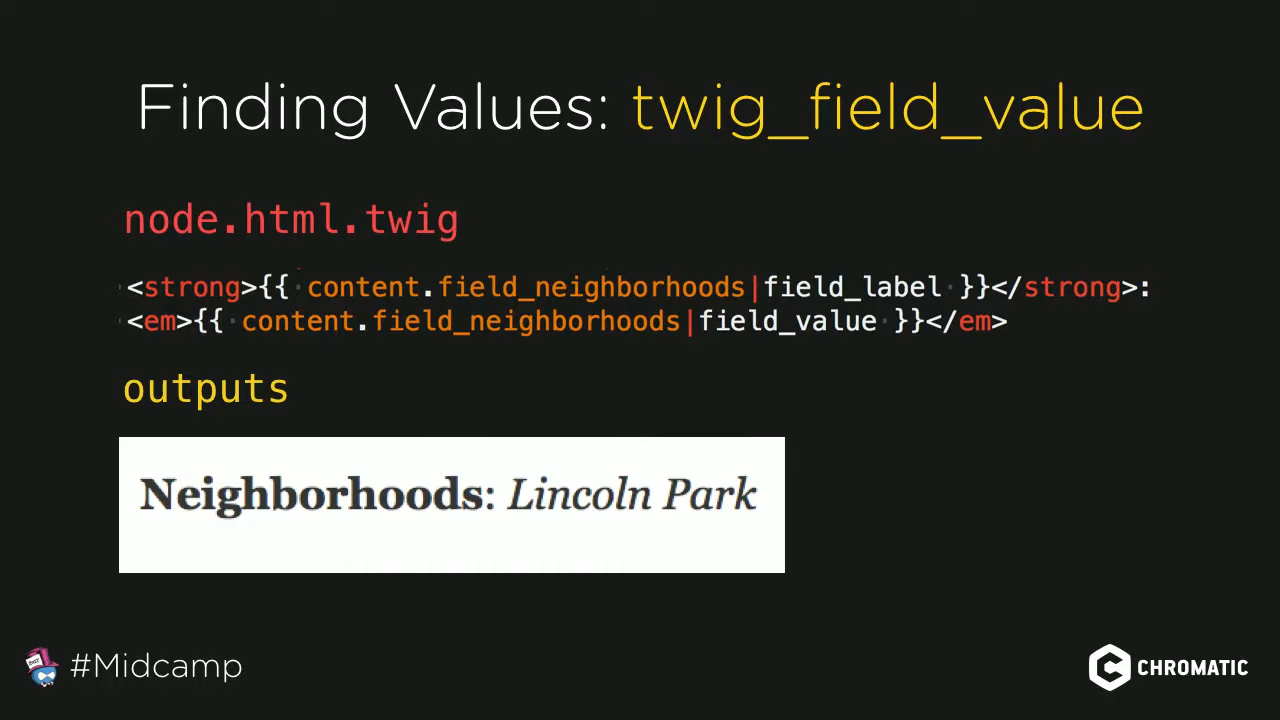 Finding Values: twig_field_value
node.html.twig
<strong>{{ content.field_neighborhoods|field_label }}</strong>:
<em>{{ content.field_neighborhoods|field_value }}</em>
outputs
Neighborhoods: Lincoln Park
#Midcamp
CHROMATIC